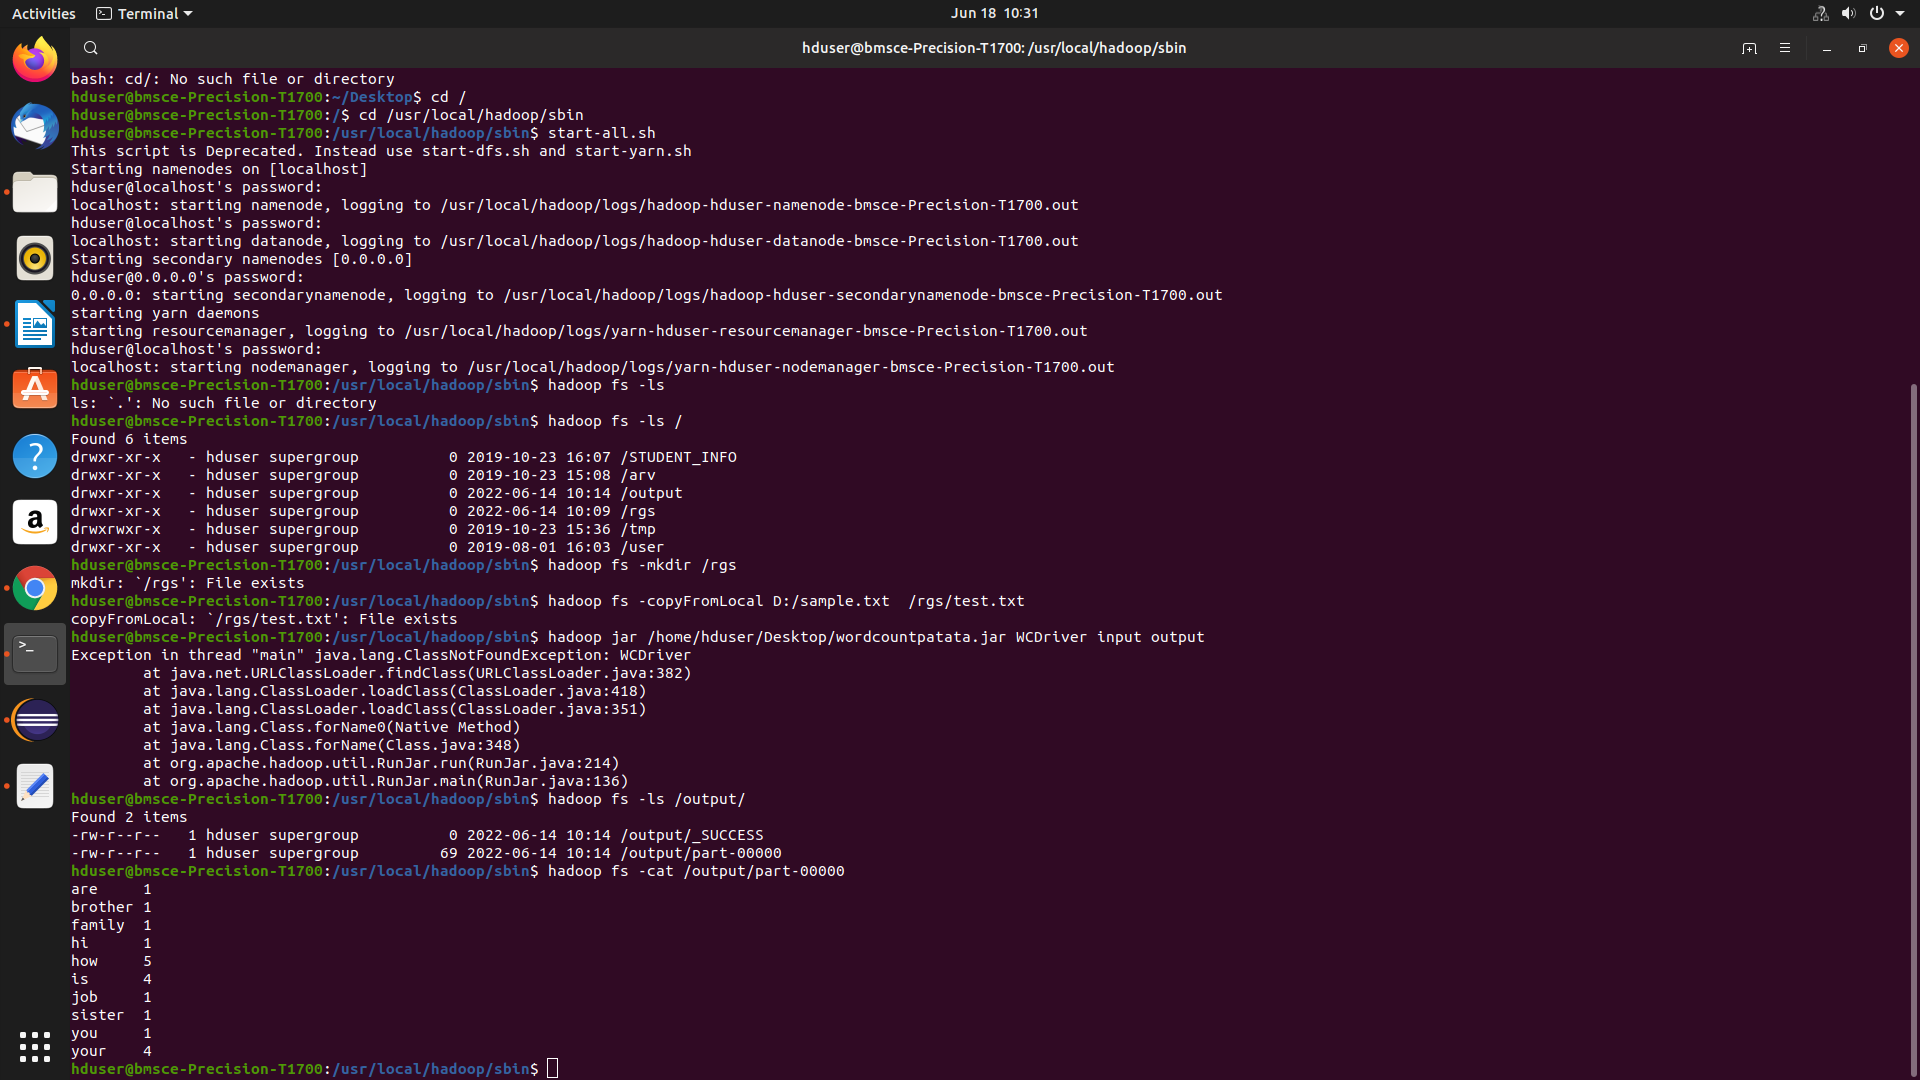 Activities Terminal Jun 18 10:31
hduser@bmsce-Precision-T1700: /usr/local/hadoop/sbin
bash: cd/: No such file or directory
hduser@bmsce-Precision-T1700:~/Desktop$ cd /
hduser@bmsce-Precision-T1700:/$ cd /usr/local/hadoop/sbin
hduser@bmsce-Precision-T1700:/usr/local/hadoop/sbin$ start-all.sh
This script is Deprecated. Instead use start-dfs.sh and start-yarn.sh
Starting namenodes on [localhost]
hduser@localhost's password:
localhost: starting namenode, logging to /usr/local/hadoop/logs/hadoop-hduser-namenode-bmsce-Precision-T1700.out
hduser@localhost's password:
localhost: starting datanode, logging to /usr/local/hadoop/logs/hadoop-hduser-datanode-bmsce-Precision-T1700.out
Starting secondary namenodes [0.0.0.0]
hduser@0.0.0.0's password:
0.0.0.0: starting secondarynamenode, logging to /usr/local/hadoop/logs/hadoop-hduser-secondarynamenode-bmsce-Precision-T1700.out
starting yarn daemons
starting resourcemanager, logging to /usr/local/hadoop/logs/yarn-hduser-resourcemanager-bmsce-Precision-T1700.out
hduser@localhost's password:
localhost: starting nodemanager, logging to /usr/local/hadoop/logs/yarn-hduser-nodemanager-bmsce-Precision-T1700.out
hduser@bmsce-Precision-T1700:/usr/local/hadoop/sbin$ hadoop fs -ls
ls: `.': No such file or directory
hduser@bmsce-Precision-T1700:/usr/local/hadoop/sbin$ hadoop fs -ls /
Found 6 items
drwxr-xr-x   - hduser supergroup          0 2019-10-23 16:07 /STUDENT_INFO
drwxr-xr-x   - hduser supergroup          0 2019-10-23 15:08 /arv
drwxr-xr-x   - hduser supergroup          0 2022-06-14 10:14 /output
drwxr-xr-x   - hduser supergroup          0 2022-06-14 10:09 /rgs
drwxrwxr-x   - hduser supergroup          0 2019-10-23 15:36 /tmp
drwxr-xr-x   - hduser supergroup          0 2019-08-01 16:03 /user
hduser@bmsce-Precision-T1700:/usr/local/hadoop/sbin$ hadoop fs -mkdir /rgs
mkdir: `/rgs': File exists
hduser@bmsce-Precision-T1700:/usr/local/hadoop/sbin$ hadoop fs -copyFromLocal D:/sample.txt  /rgs/test.txt
copyFromLocal: `/rgs/test.txt': File exists
hduser@bmsce-Precision-T1700:/usr/local/hadoop/sbin$ hadoop jar /home/hduser/Desktop/wordcountpatata.jar WCDriver input output
Exception in thread "main" java.lang.ClassNotFoundException: WCDriver
        at java.net.URLClassLoader.findClass(URLClassLoader.java:382)
        at java.lang.ClassLoader.loadClass(ClassLoader.java:418)
        at java.lang.ClassLoader.loadClass(ClassLoader.java:351)
        at java.lang.Class.forName0(Native Method)
        at java.lang.Class.forName(Class.java:348)
        at org.apache.hadoop.util.RunJar.run(RunJar.java:214)
        at org.apache.hadoop.util.RunJar.main(RunJar.java:136)
hduser@bmsce-Precision-T1700:/usr/local/hadoop/sbin$ hadoop fs -ls /output/
Found 2 items
-rw-r--r--   1 hduser supergroup          0 2022-06-14 10:14 /output/_SUCCESS
-rw-r--r--   1 hduser supergroup         69 2022-06-14 10:14 /output/part-00000
hduser@bmsce-Precision-T1700:/usr/local/hadoop/sbin$ hadoop fs -cat /output/part-00000
are     1
brother 1
family  1
hi      1
how     5
is      4
job     1
sister  1
you     1
your    4
hduser@bmsce-Precision-T1700:/usr/local/hadoop/sbin$